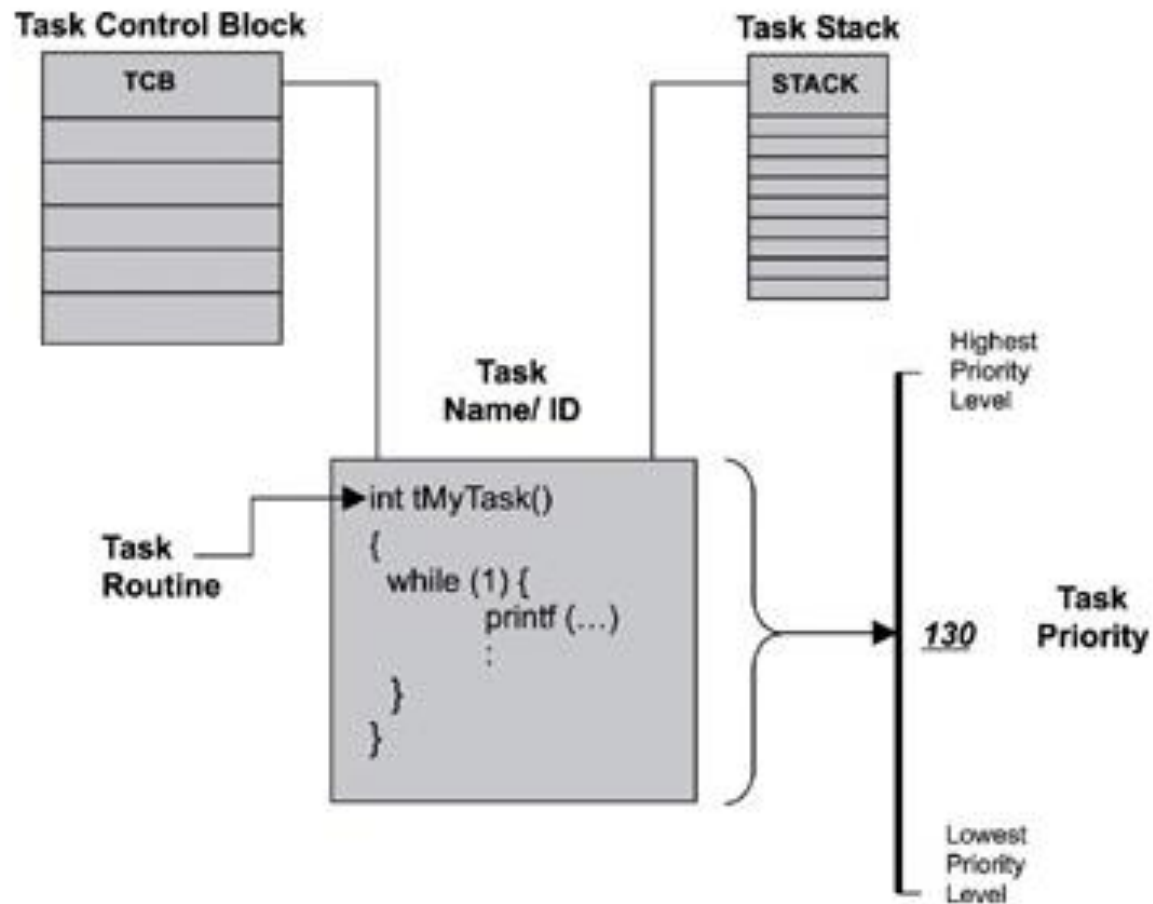 Task Control Block
TCB
Task Stack
STACK
Task
Name/ ID
Highest
Priority
Level
Task
Routine
int tMyTask()
{
while (1) {
printf (...)
:
}
}
130
Task
Priority
Lowest
Priority
Level